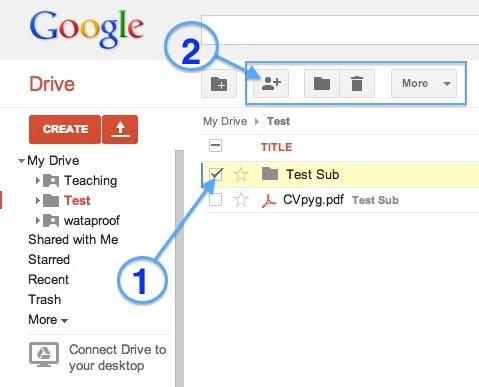 Google
2
Drive
More
CREATE
My Drive
Teaching
Test
wataproof
Shared with Me
Starred
Recent
Trash
More
Connect Drive to
your desktop
My Drive Test
TITLE
Test Sub
CVpyg.pdf Test Sub
1